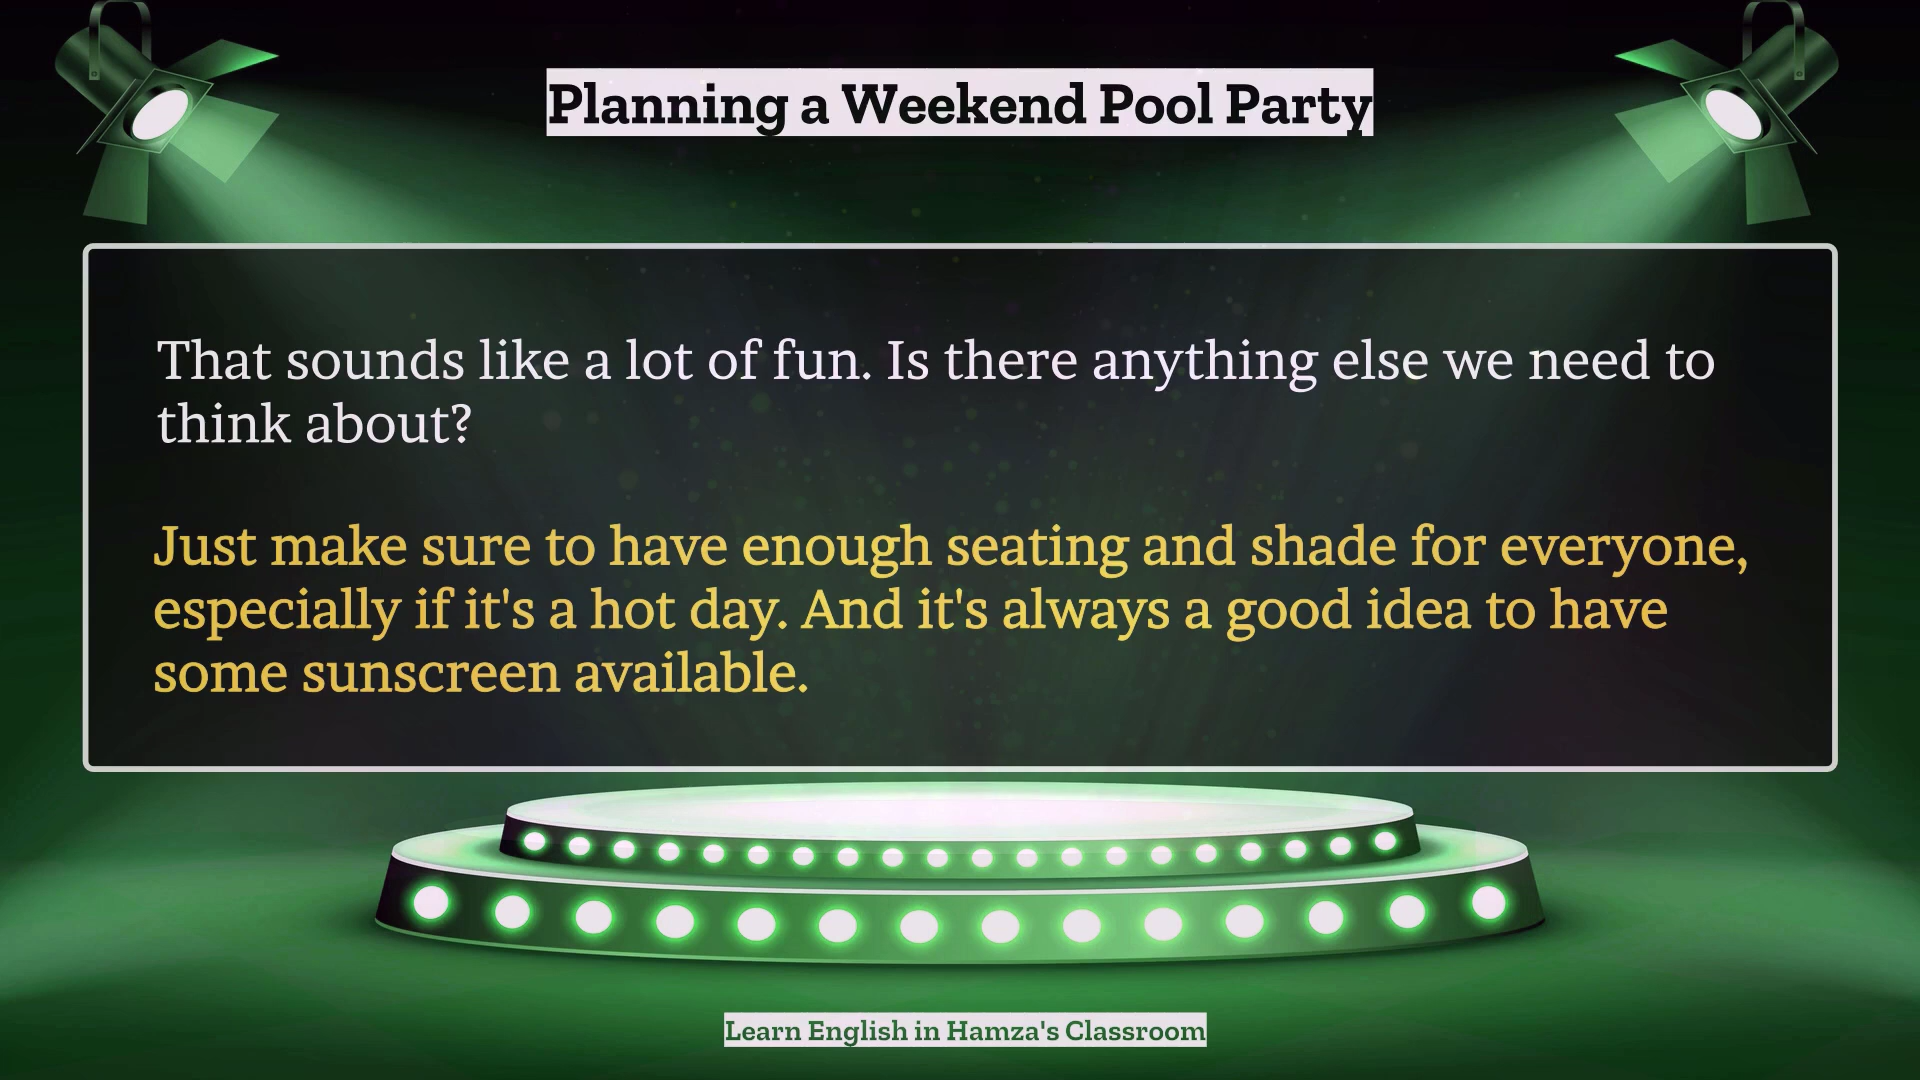 Planning a Weekend Pool Party
That sounds like a lot of fun. Is there anything else we need to
think about?
Just make sure to have enough seating and shade for everyone,
especially if it's a hot day. And it's always a good idea to have
some sunscreen available.
Learn English in Hamza's Classroom